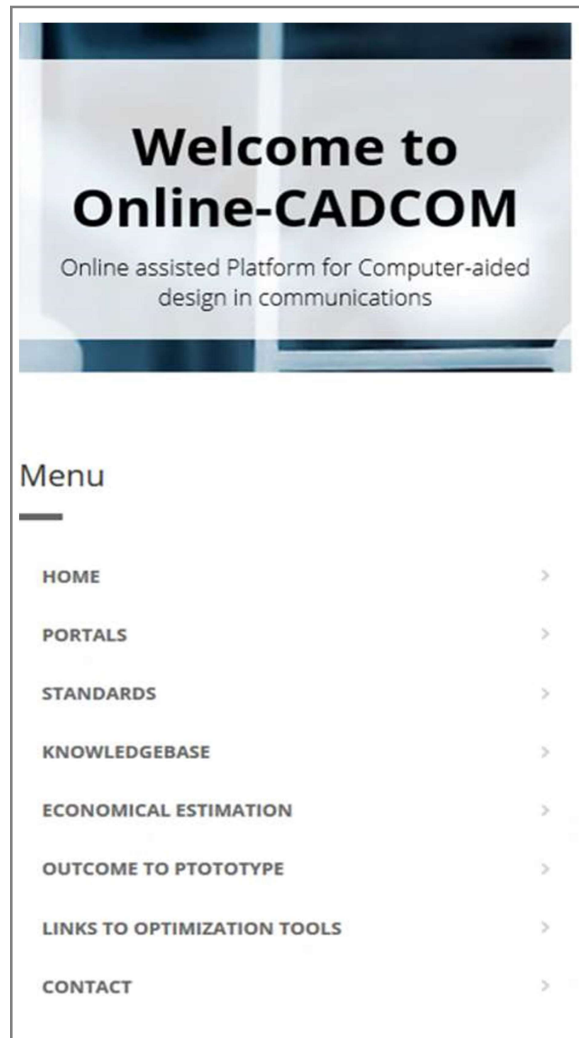 Welcome to
Online-CADCOM
Online assisted Platform for Computer-aided
design in communications
Menu
HOME
PORTALS
STANDARDS
KNOWLEDGEBASE
ECONOMICAL ESTIMATION
OUTCOME TO PTOTOTYPE
LINKS TO OPTIMIZATION TOOLS
CONTACT